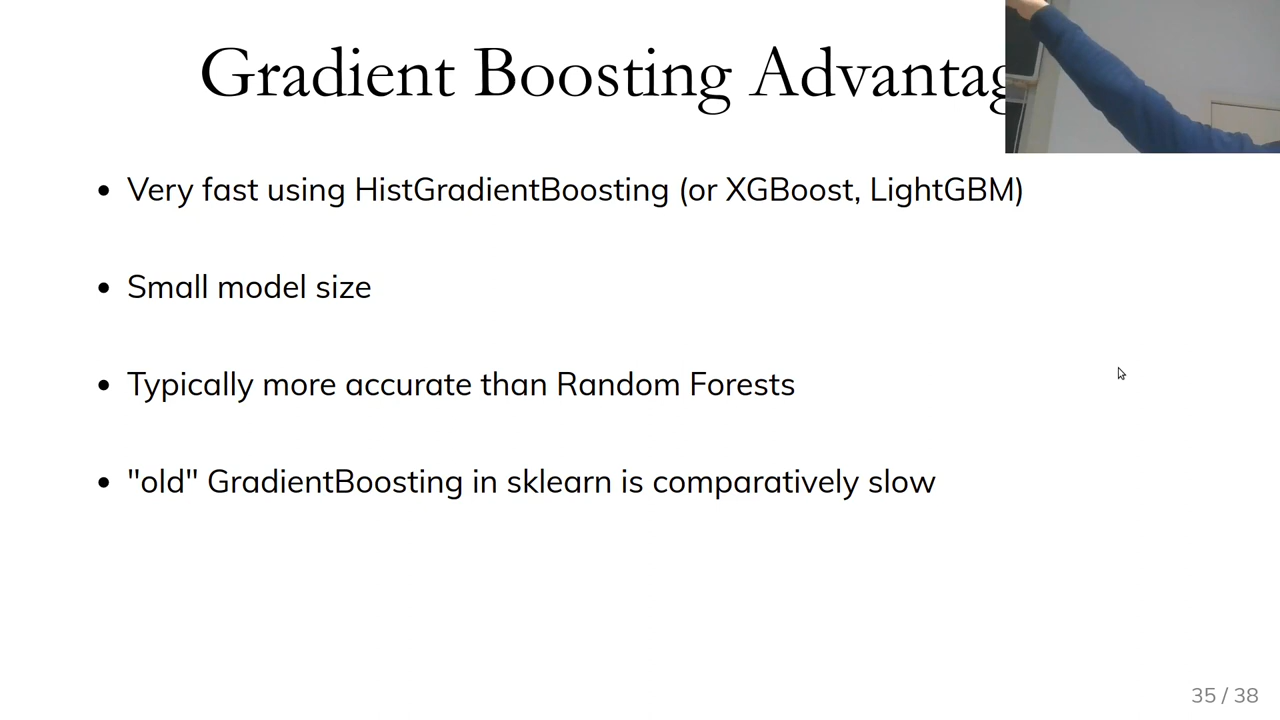 Gradient Boosting
• Very fast using HistGradientBoosting (or XGBoost, LightGBM)
• Small model size
• Typically more accurate than Random Forests
• "old" GradientBoosting in sklearn is comparatively slow
35 / 38